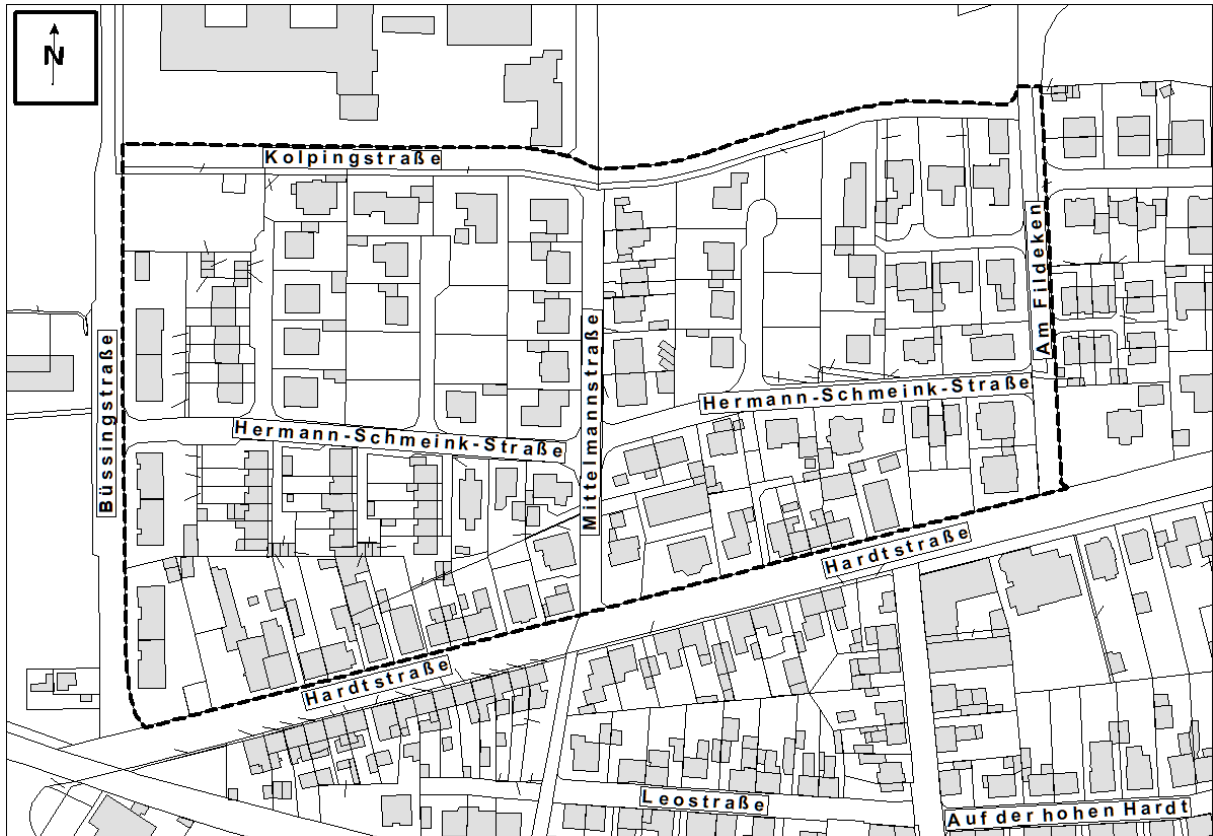 N
Kolpingstraße
Am Fildeken
Büssingstraße
Mittelmannstraße
Hermann-Schmeink-Straße
Hermann-Schmeink-Straße
Hardtstraße
Hardtstraße
Leostraße
Auf der hohen Hardt